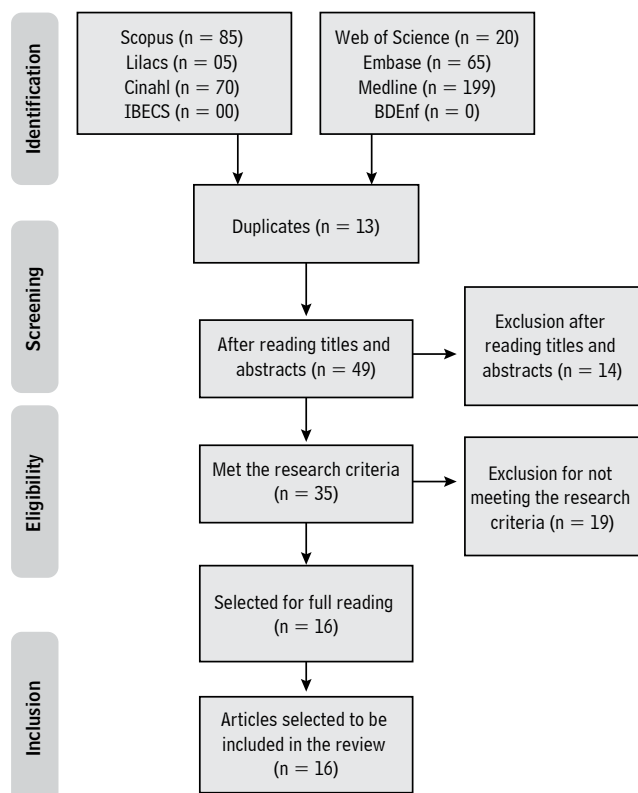 Identification
Scopus (n = 85)
Lilacs (n = 05)
Cinahl (n = 70)
IBECS (n = 00)
Web of Science (n = 20)
Embase (n = 65)
Medline (n = 199)
BDEnf (n = 0)
Duplicates (n = 13)
Screening
After reading titles and
abstracts (n = 49)
Exclusion after
reading titles and
abstracts (n = 14)
Eligibility
Met the research criteria
(n = 35)
Exclusion for not
meeting the research
criteria (n = 19)
Selected for full reading
(n = 16)
Inclusion
Articles selected to be
included in the review
(n = 16)